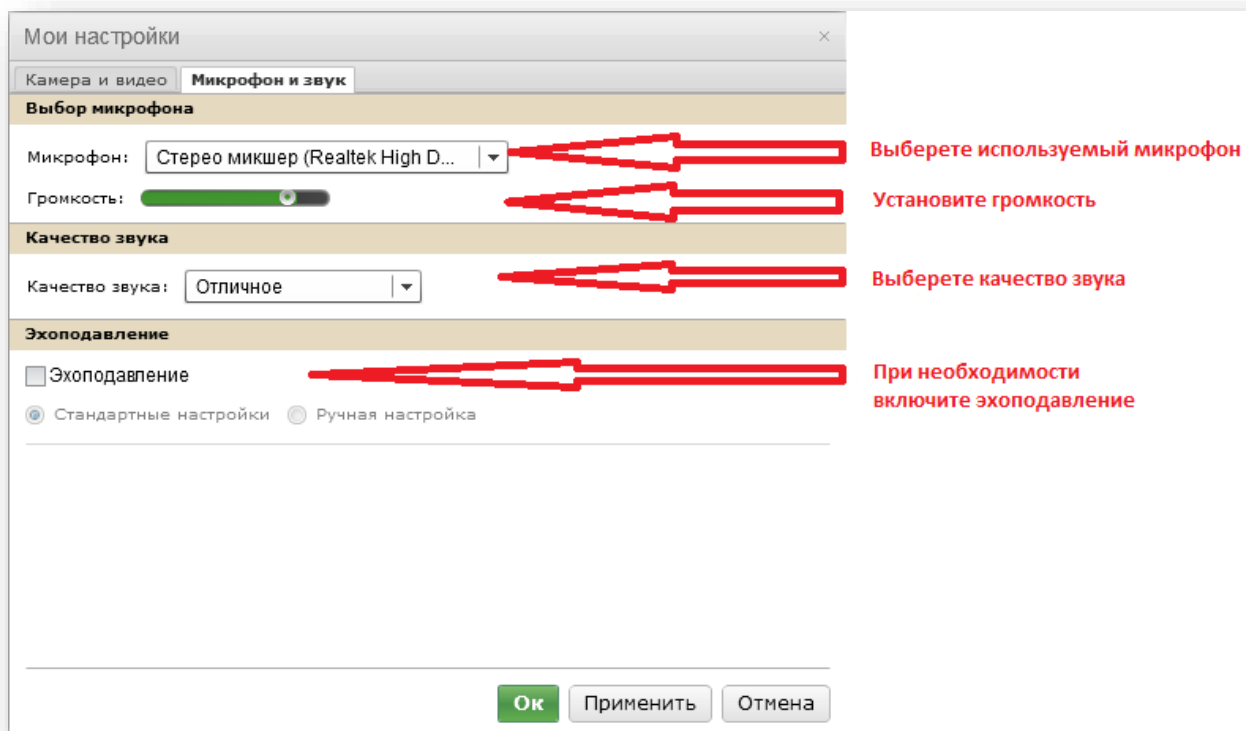 Мои настройки
Камера и видео Микрофон и звук
Выбор микрофона
Микрофон: Стерео микшер (Realtek High D...
Выберете используемый микрофон
Громкость:
Установите громкость
Качество звука
Качество звука: Отличное
Выберете качество звука
Эхоподавление
Эхоподавление
При необходимости
включите эхоподавление
Стандартные настройки Ручная настройка
Ок Применить Отмена